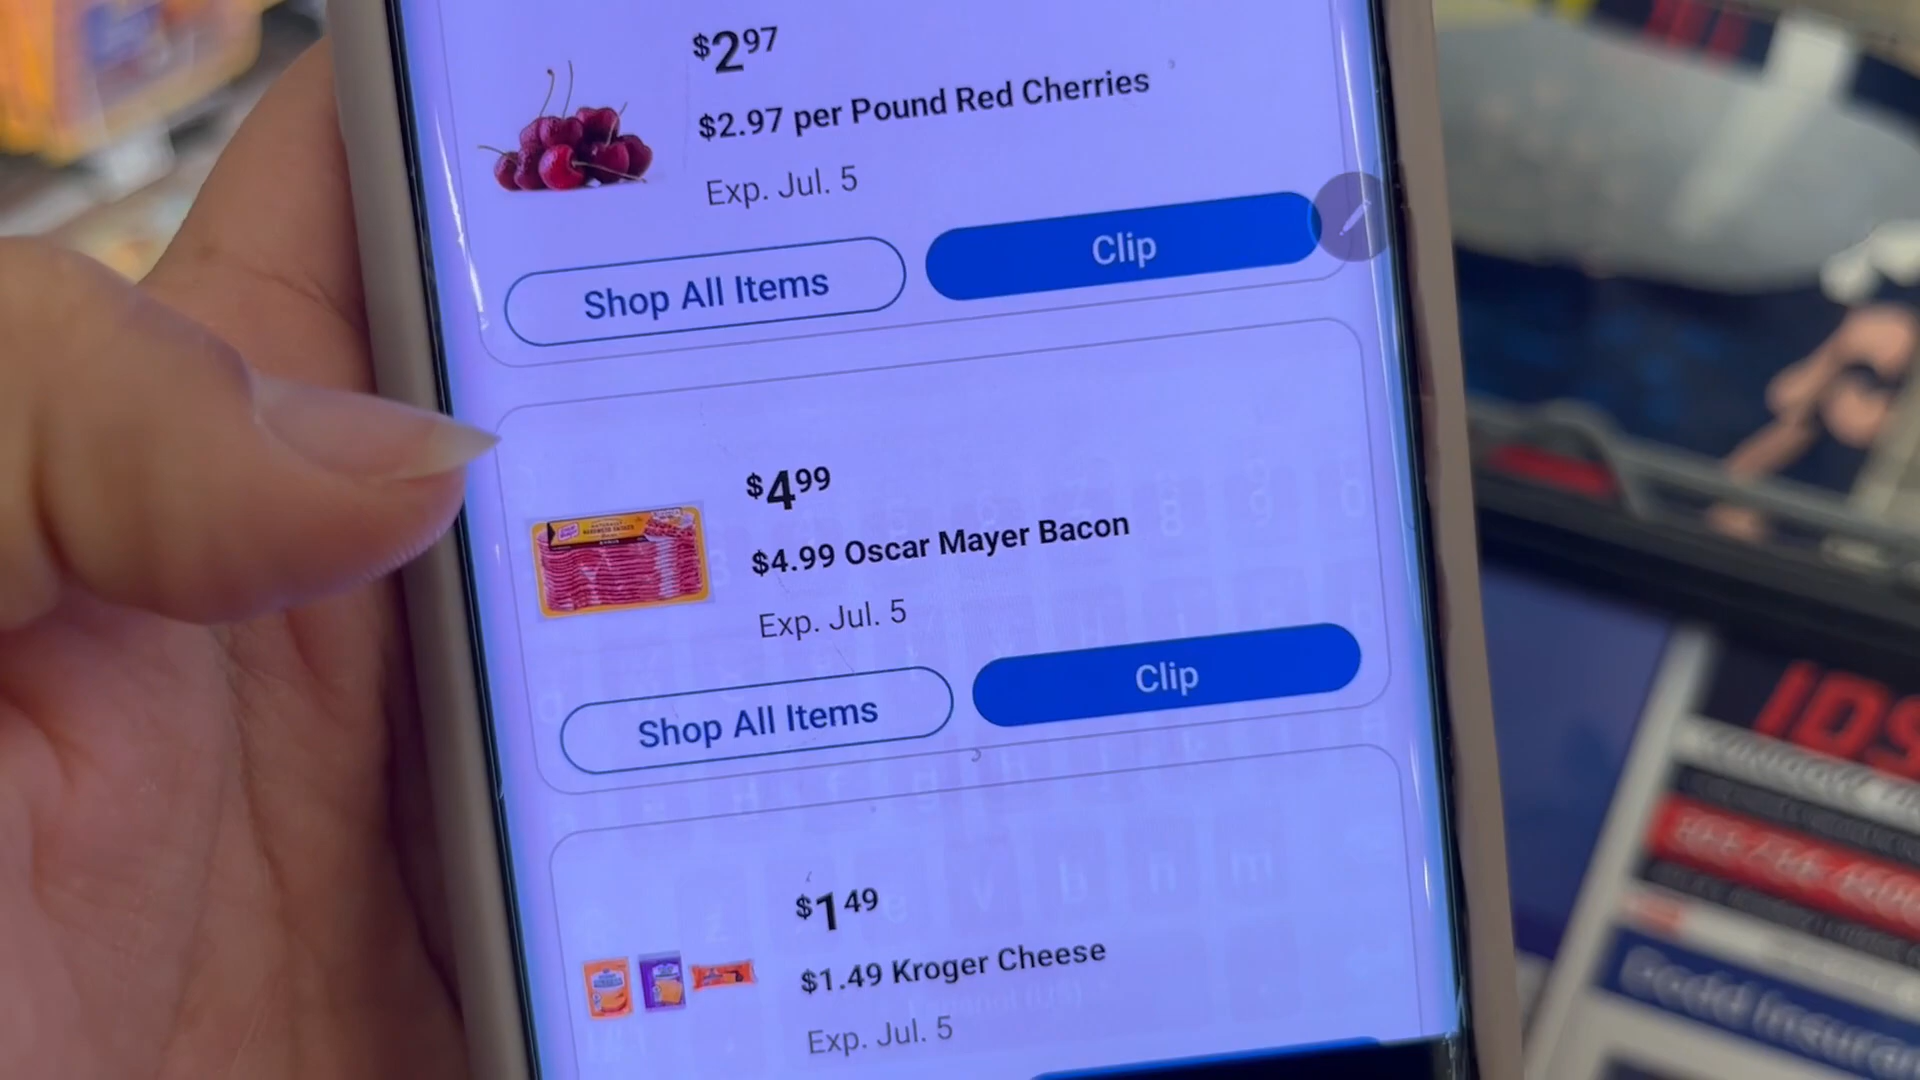 $2.97
$2.97 per Pound Red Cherries
Exp. Jul. 5
Shop All Items
Clip
$4.99
$4.99 Oscar Mayer Bacon
Exp. Jul. 5
Shop All Items
Clip
$1.49
$1.49 Kroger Cheese
Exp. Jul. 5
Dodd Insuran